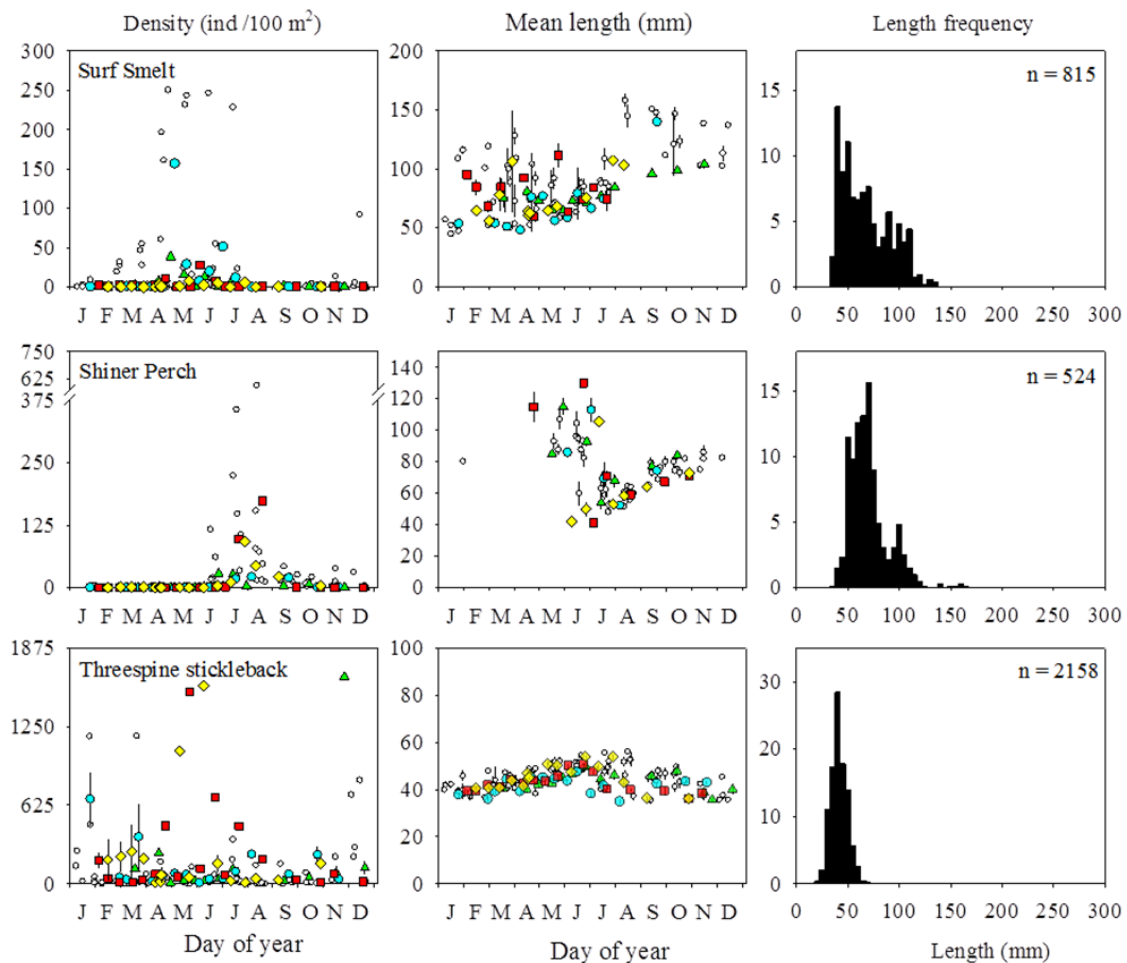 Density (ind /100 m²) Mean length (mm) Length frequency
300
250
200
150
100
50
0
Surf Smelt
J F M A M J J A S O N D
200
150
100
50
0
J F M A M J J A S O N D
15
10
5
0
n = 815
0 50 100 150 200 250 300
750
625
375
250
125
0
Shiner Perch
J F M A M J J A S O N D
140
120
100
80
60
40
20
0
J F M A M J J A S O N D
15
10
5
0
n = 524
0 50 100 150 200 250 300
1875
1250
625
0
Threespine stickleback
J F M A M J J A S O N D
Day of year
100
80
60
40
20
0
J F M A M J J A S O N D
Day of year
30
20
10
0
n = 2158
0 50 100 150 200 250 300
Length (mm)